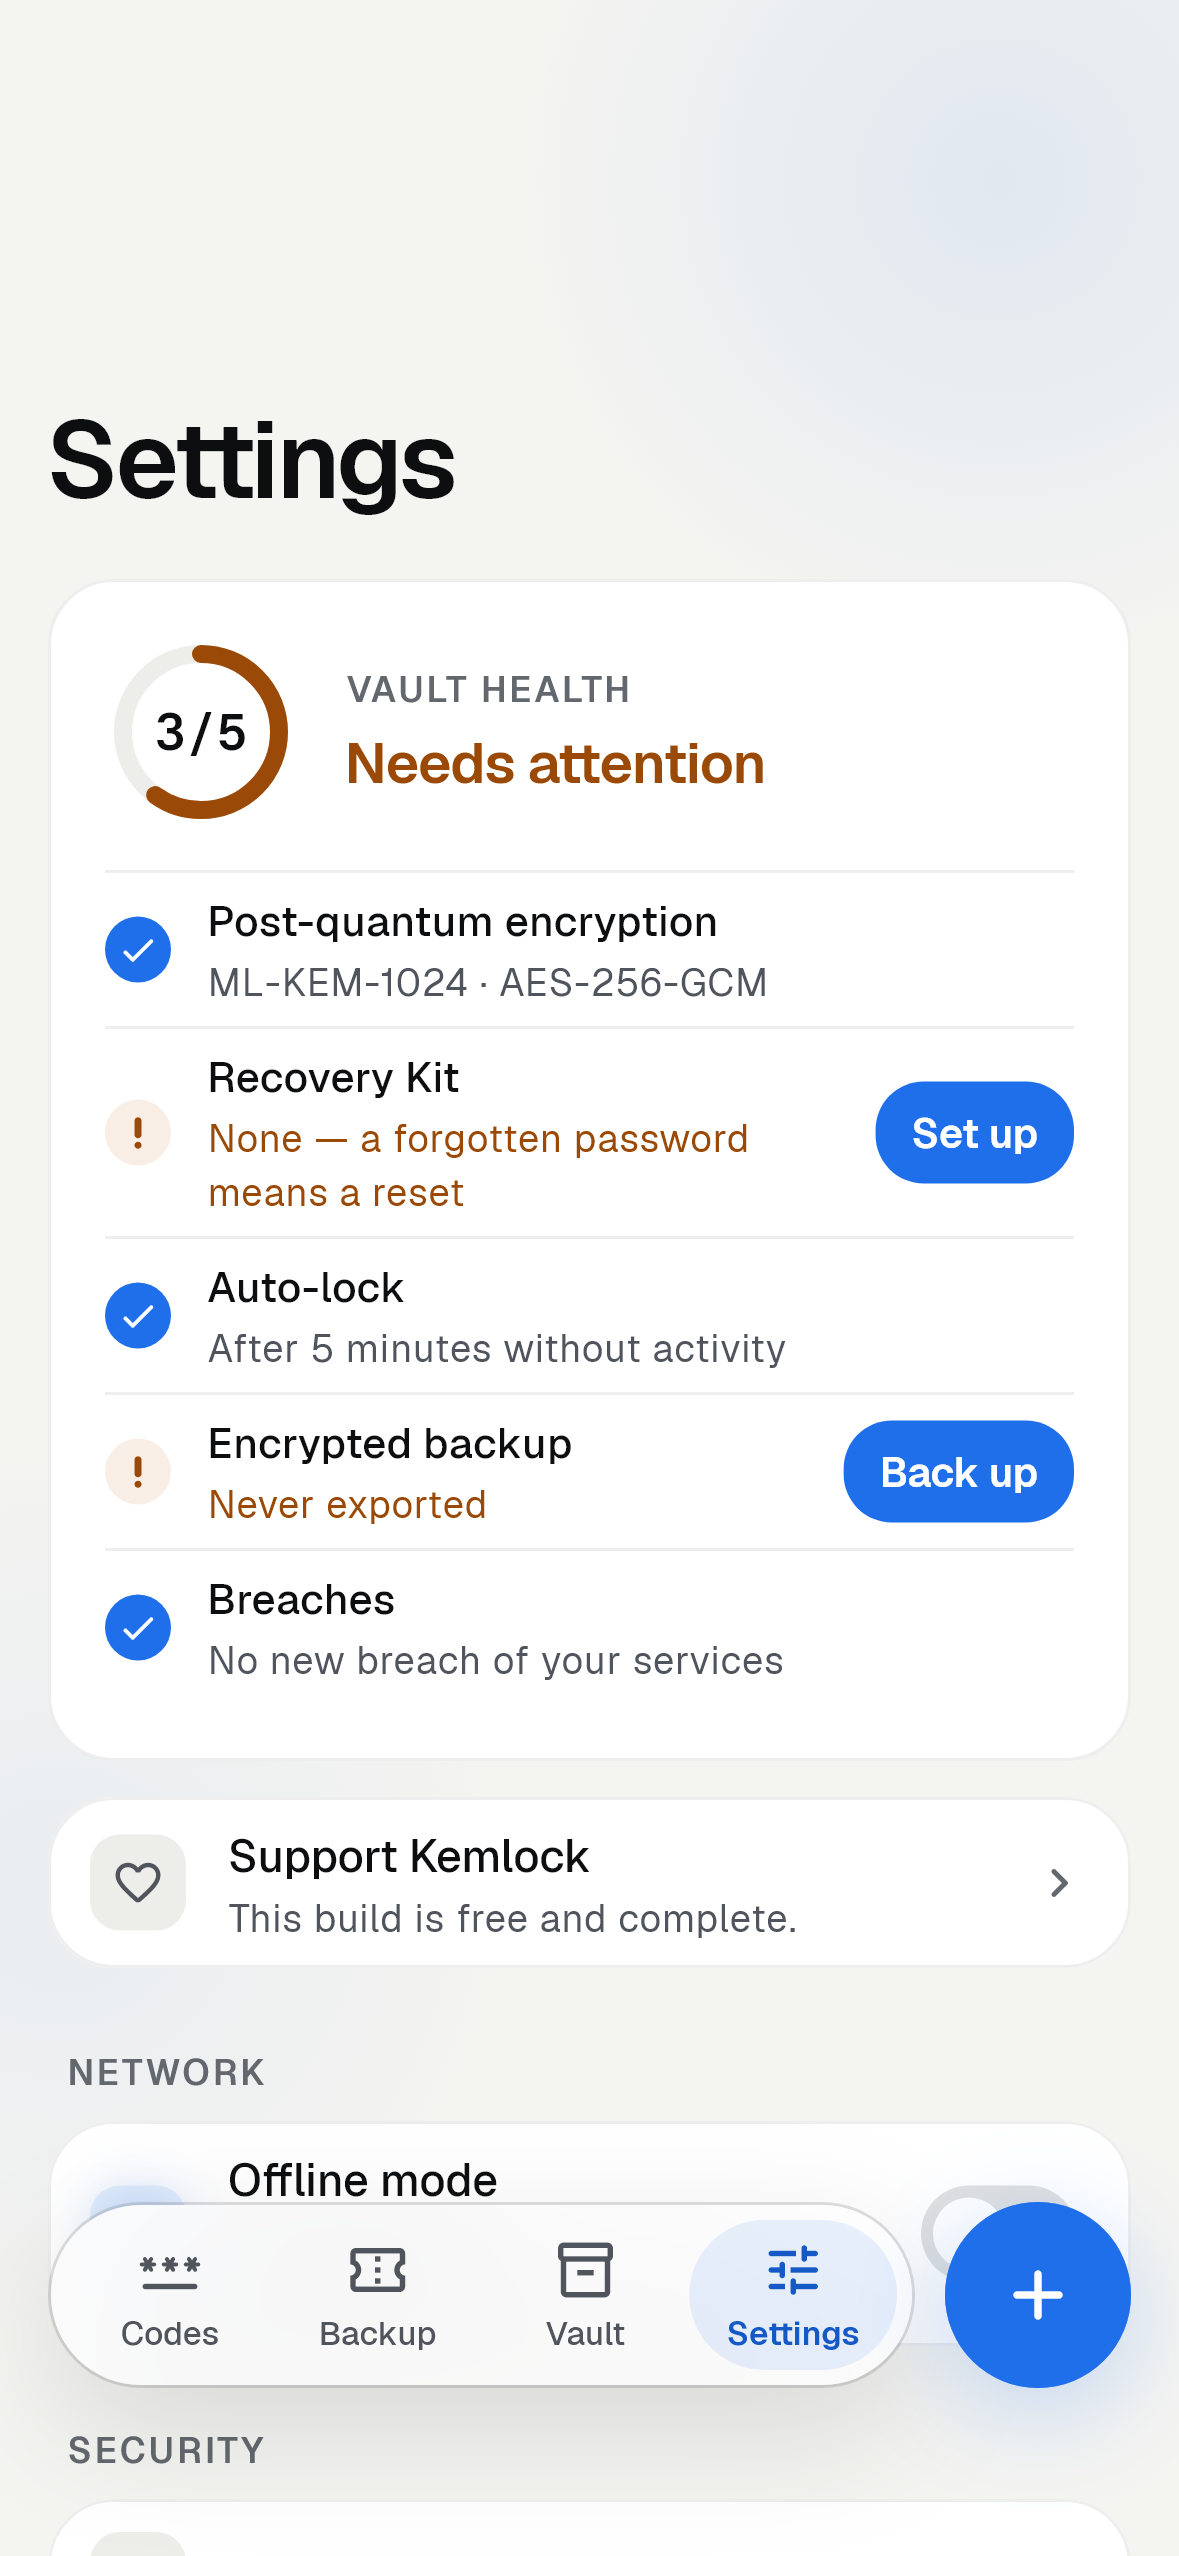 Settings
3/5
VAULT HEALTH
Needs attention
Post-quantum encryption
ML-KEM-1024 · AES-256-GCM
Recovery Kit
None — a forgotten password
means a reset
Set up
Auto-lock
After 5 minutes without activity
Encrypted backup
Never exported
Back up
Breaches
No new breach of your services
Support Kemlock
This build is free and complete.
NETWORK
Offline mode
Codes
Backup
Vault
Settings
SECURITY